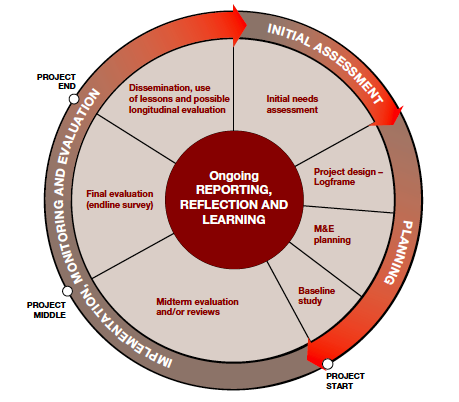 INITIAL ASSESSMENT
PLANNING
IMPLEMENTATION, MONITORING AND EVALUATION
PROJECT
END
PROJECT
MIDDLE
PROJECT
START
Dissemination, use
of lessons and possible
longitudinal evaluation
Initial needs
assessment
Project design –
Logframe
M&E
planning
Baseline
study
Midterm evaluation
and/or reviews
Final evaluation
(endline survey)
Ongoing
REPORTING,
REFLECTION AND
LEARNING